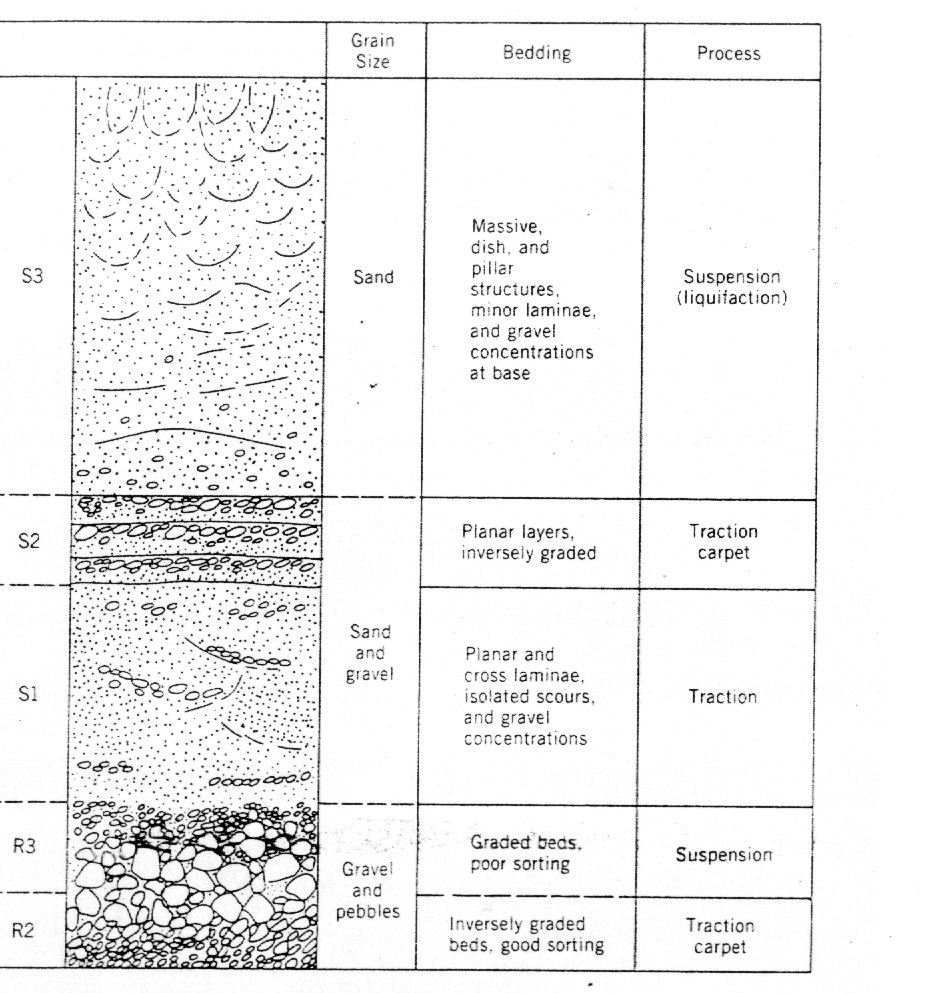 Grain
Size
Bedding
Process
S3
Sand
Massive,
dish, and
pillar
structures,
minor laminae,
and gravel
concentrations
at base
Suspension
(liquifaction)
S2
Planar layers,
inversely graded
Traction
carpet
S1
Sand
and
gravel
Planar and
cross laminae,
isolated scours,
and gravel
concentrations
Traction
R3
Graded beds,
poor sorting
Suspension
Gravel
and
pebbles
R2
Inversely graded
beds, good sorting
Traction
carpet